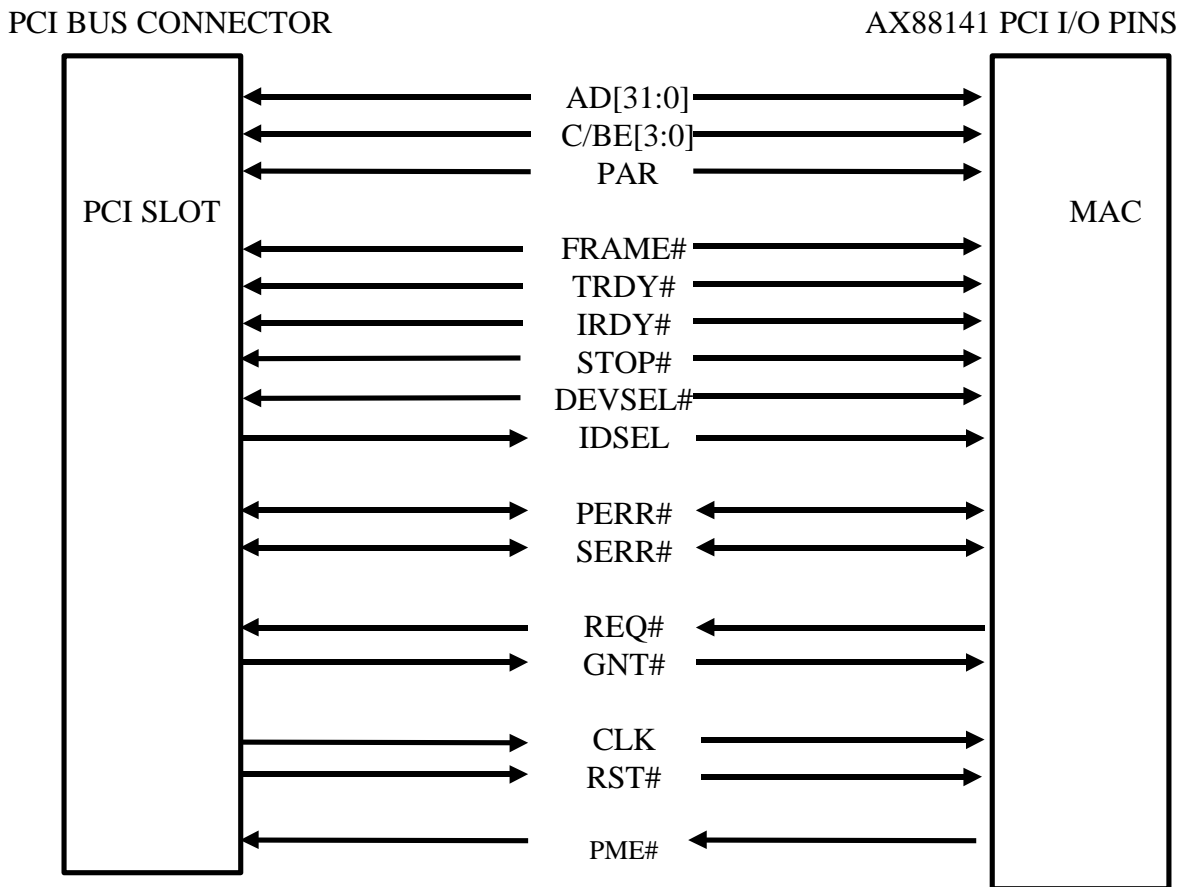 PCI BUS CONNECTOR
AX88141 PCI I/O PINS
AD[31:0]
C/BE[3:0]
PAR
PCI SLOT
MAC
FRAME#
TRDY#
IRDY#
STOP#
DEVSEL#
IDSEL
PERR#
SERR#
REQ#
GNT#
CLK
RST#
PME#